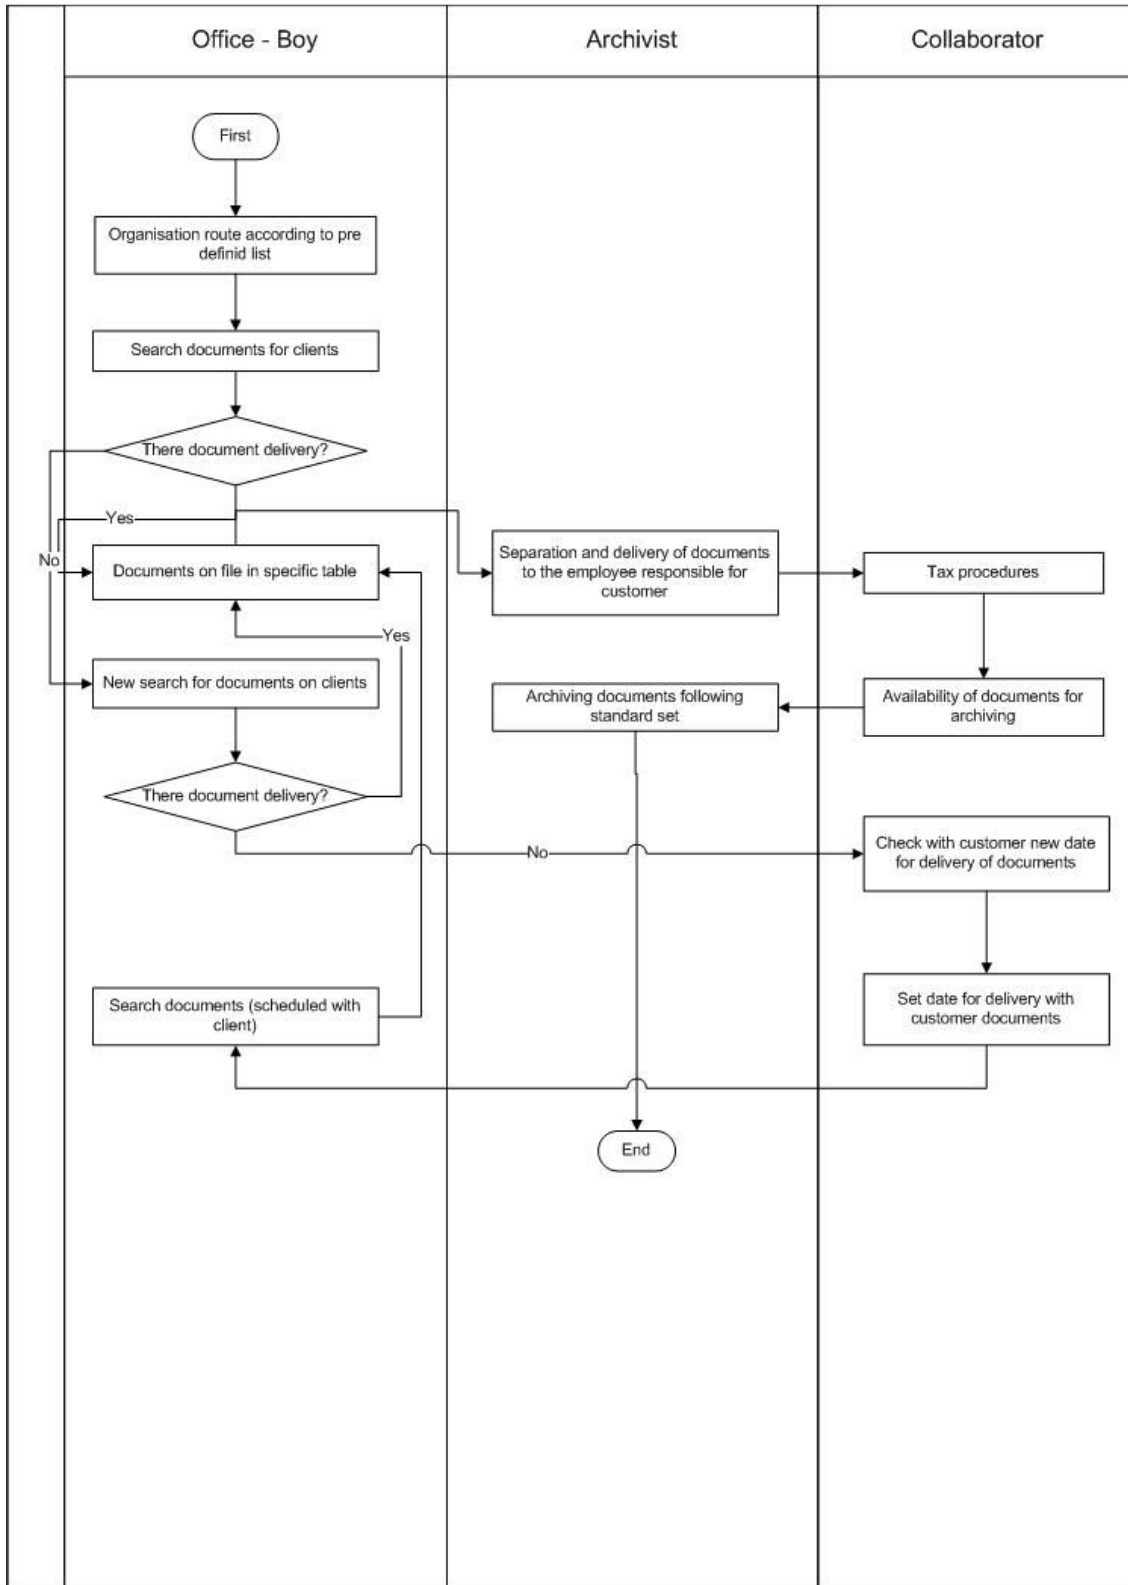 Office - Boy
Archivist
Collaborator
First
Organisation route according to pre
definid list
Search documents for clients
There document delivery?
Yes
No
Documents on file in specific table
Separation and delivery of documents
to the employee responsible for
customer
Tax procedures
Yes
New search for documents on clients
Archiving documents following
standard set
Availability of documents for
archiving
There document delivery?
No
Check with customer new date
for delivery of documents
Search documents (scheduled with
client)
Set date for delivery with
customer documents
End